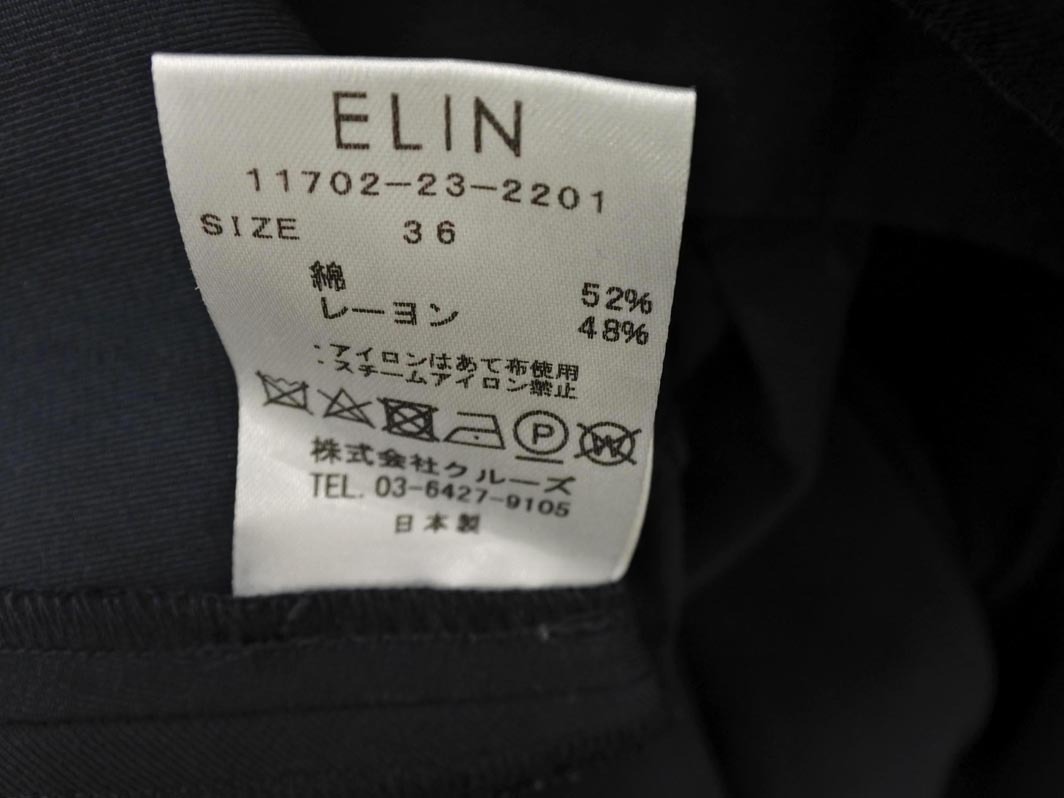 ELIN
11702-23-2201
SIZE 36
綿 52%
レーヨン 48%
・アイロンはあて布使用
・スチームアイロン禁止
P W
株式会社クルーズ
TEL. 03-6427-9105
日本製